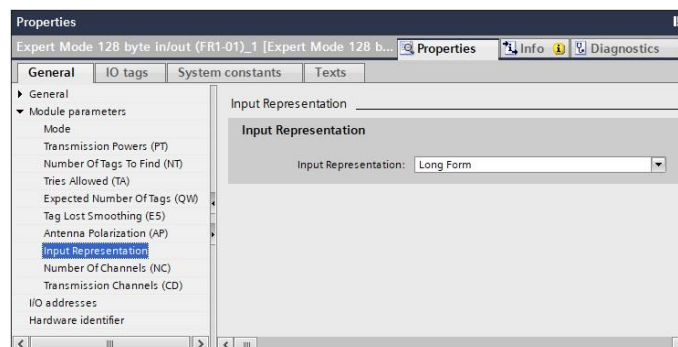 Properties
Expert Mode 128 byte in/out (FR1-01)_1 [Expert Mode 128 b...
Properties
Info
Diagnostics
General
IO tags
System constants
Texts
General
Module parameters
Mode
Transmission Powers (PT)
Number Of Tags To Find (NT)
Tries Allowed (TA)
Expected Number Of Tags (QW)
Tag Lost Smoothing (E5)
Antenna Polarization (AP)
Input Representation
Number Of Channels (NC)
Transmission Channels (CD)
I/O addresses
Hardware identifier
Input Representation
Input Representation
Input Representation: Long Form